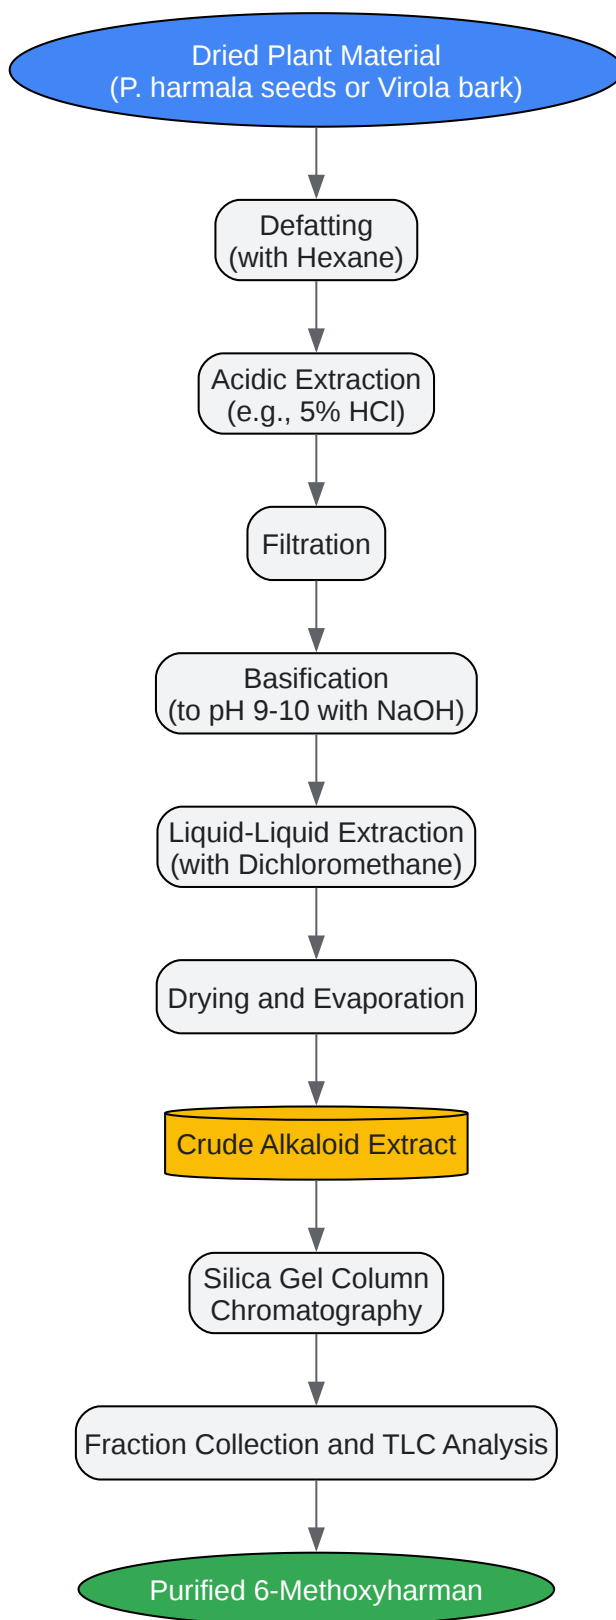 Dried Plant Material
(P. harmala seeds or Virola bark)
Defatting
(with Hexane)
Acidic Extraction
(e.g., 5% HCl)
Filtration
Basification
(to pH 9-10 with NaOH)
Liquid-Liquid Extraction
(with Dichloromethane)
Drying and Evaporation
Crude Alkaloid Extract
Silica Gel Column
Chromatography
Fraction Collection and TLC Analysis
Purified 6-Methoxyharman